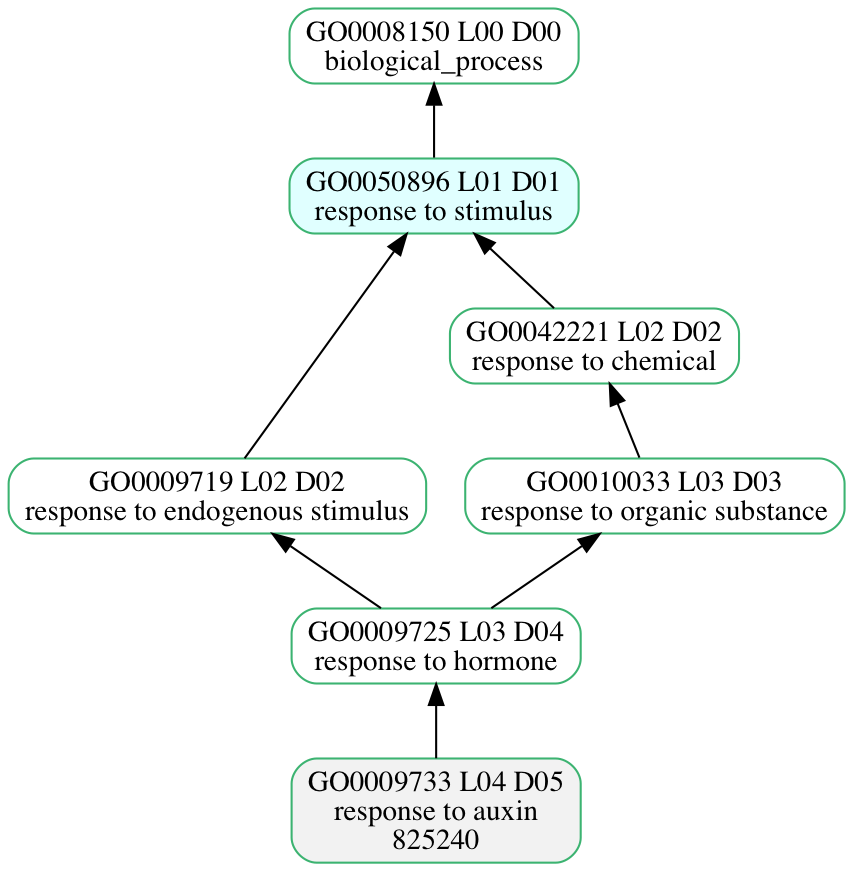 GO0008150 L00 D00
biological_process
GO0050896 L01 D01
response to stimulus
GO0042221 L02 D02
response to chemical
GO0009719 L02 D02
response to endogenous stimulus
GO0010033 L03 D03
response to organic substance
GO0009725 L03 D04
response to hormone
GO0009733 L04 D05
response to auxin
825240